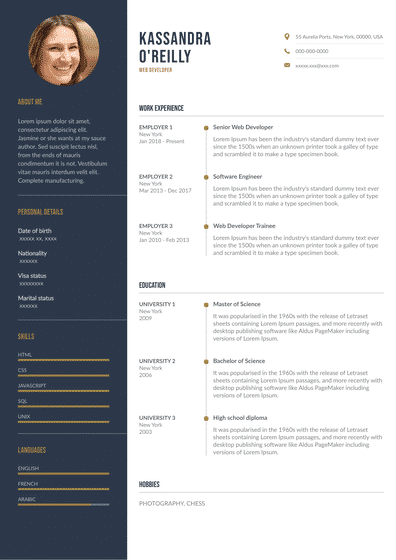 KASSANDRA
O'REILLY
WEB DEVELOPER
55 Aurelia Ports, New York, 00000, USA
000-000-0000
xxxxx.xxx@xxx.com
ABOUT ME
Lorem ipsum dolor sit amet,
consectetur adipiscing elit.
Jasmine or she wants at my sauce
author. Sed suscipit lectus
lacinia, at volutpat enim commodo
from the fames et mauris
condimentum it is not. Vestibulum
vitae mauris interdum velit elit.
Complete manufacturing.
PERSONAL DETAILS
Date of birth
xxxxx xx, xxxx
Nationality
xxxxxx
Visa status
xxxxxxxx
Marital status
xxxxxx
SKILLS
HTML
CSS
JAVASCRIPT
SQL
UNIX
LANGUAGES
ENGLISH
FRENCH
ARABIC
WORK EXPERIENCE
EMPLOYER 1
New York
Jan 2018 - Present
Senior Web Developer
Lorem Ipsum has been the industry's standard dummy text ever
since the 1500s when an unknown printer took a galley of type
and scrambled it to make a type specimen book.
EMPLOYER 2
New York
Mar 2013 - Dec 2017
Software Engineer
Lorem Ipsum has been the industry's standard dummy text ever
since the 1500s when an unknown printer took a galley of type
and scrambled it to make a type specimen book.
EMPLOYER 3
New York
Jan 2010 - Feb 2013
Web Developer Trainee
Lorem Ipsum has been the industry's standard dummy text ever
since the 1500s when an unknown printer took a galley of type
and scrambled it to make a type specimen book.
EDUCATION
UNIVERSITY 1
New York
2009
Master of Science
It was popularised in the 1960s with the release of Letraset
sheets containing Lorem Ipsum passages, and more recently with
desktop publishing software like Aldus PageMaker including
versions of Lorem Ipsum.
UNIVERSITY 2
New York
2006
Bachelor of Science
It was popularised in the 1960s with the release of Letraset
sheets containing Lorem Ipsum passages, and more recently with
desktop publishing software like Aldus PageMaker including
versions of Lorem Ipsum.
UNIVERSITY 3
New York
2003
High school diploma
It was popularised in the 1960s with the release of Letraset
sheets containing Lorem Ipsum passages, and more recently with
desktop publishing software like Aldus PageMaker including
versions of Lorem Ipsum.
HOBBIES
PHOTOGRAPHY, CHESS